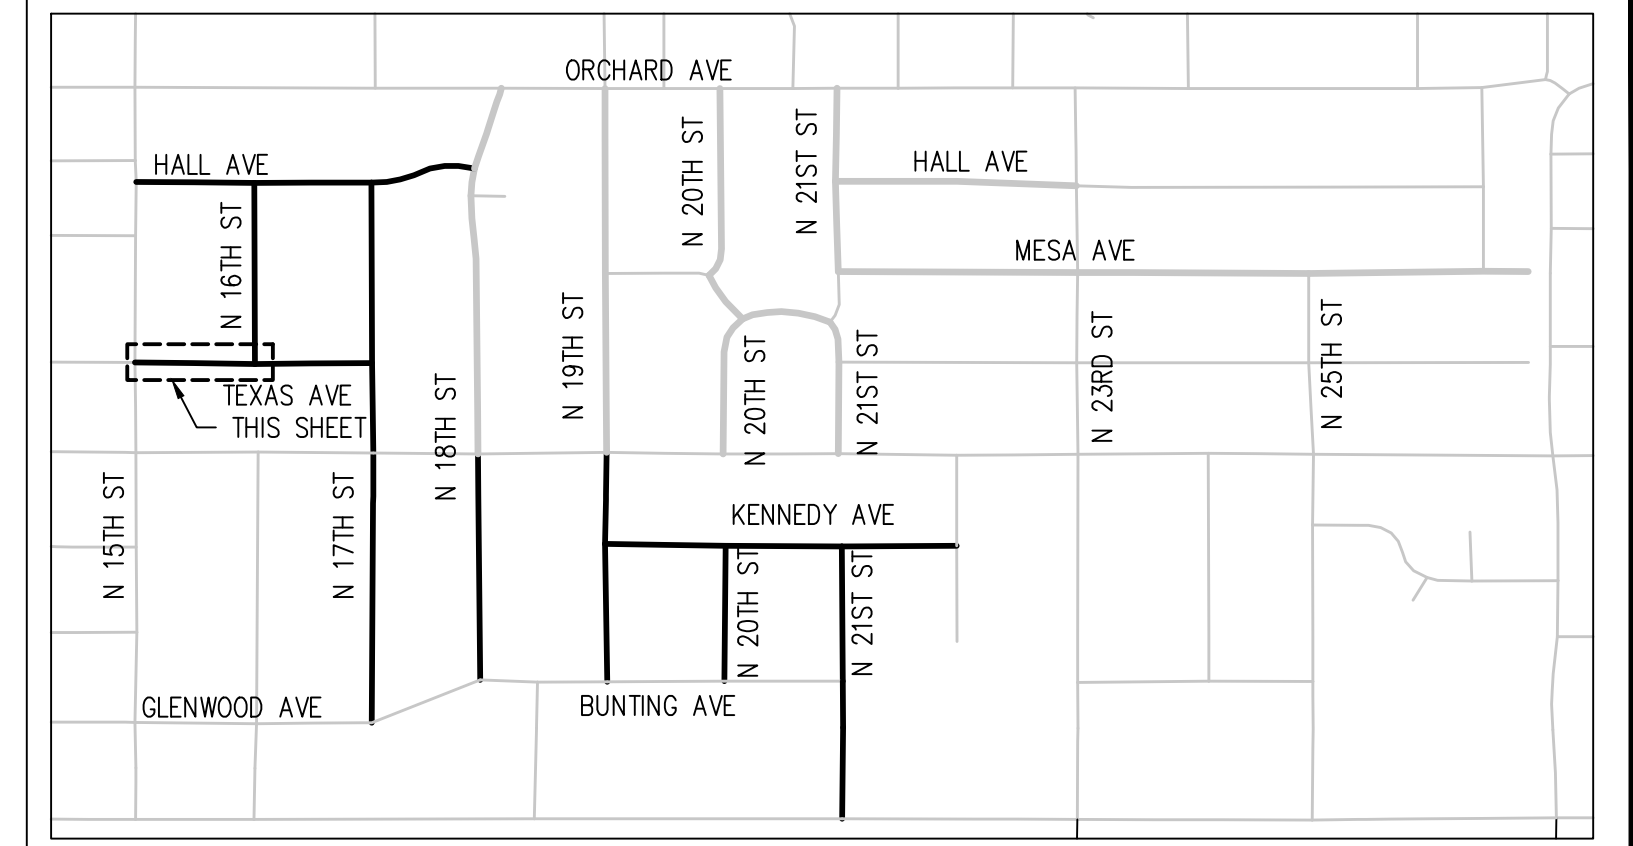 ORCHARD AVE
HALL AVE
HALL AVE
N 20TH ST
N 21ST ST
N 16TH ST
MESA AVE
N 19TH ST
N 20TH ST
N 21ST ST
N 23RD ST
N 25TH ST
TEXAS AVE
THIS SHEET
N 18TH ST
N 15TH ST
N 17TH ST
KENNEDY AVE
N 20TH ST
N 21ST ST
GLENWOOD AVE
BUNTING AVE